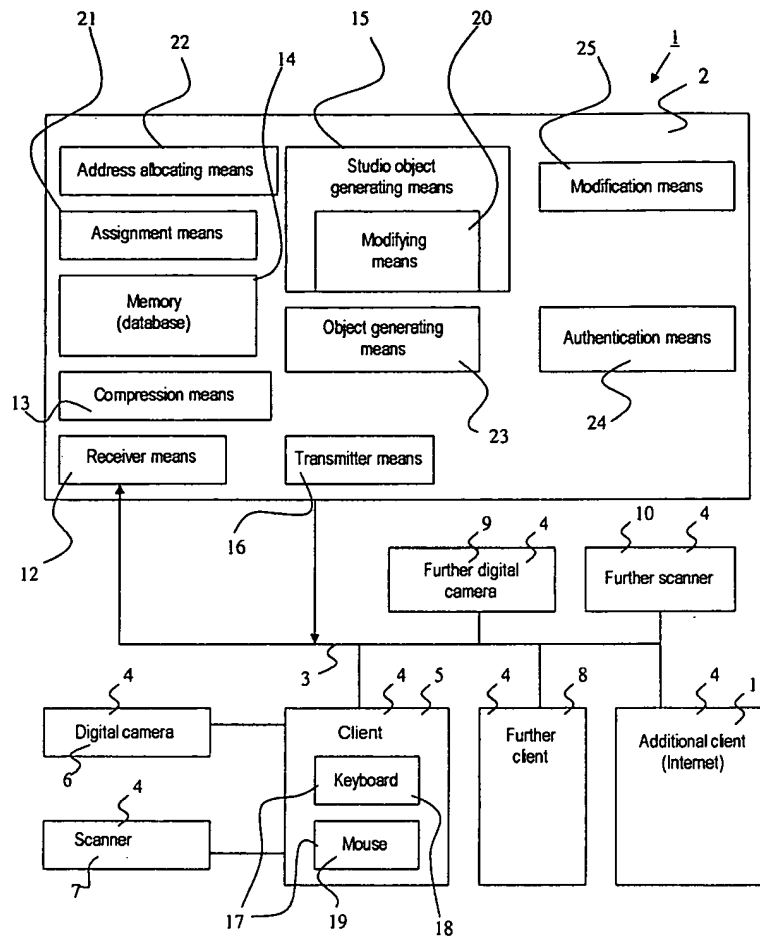 21
22
14
15
20
25
1
2
Address allocating means
Studio object
generating means
Modification means
Assignment means
Modifying
means
Memory
(database)
Object generating
means
Authentication means
13
Compression means
23
24
Receiver means
Transmitter means
12
16
9
4
10
4
Further digital
camera
Further scanner
3
4
4
5
4
8
4
1
Digital camera
6
Client
Further
client
Additional client
(Internet)
Keyboard
4
Scanner
7
Mouse
17
19
18